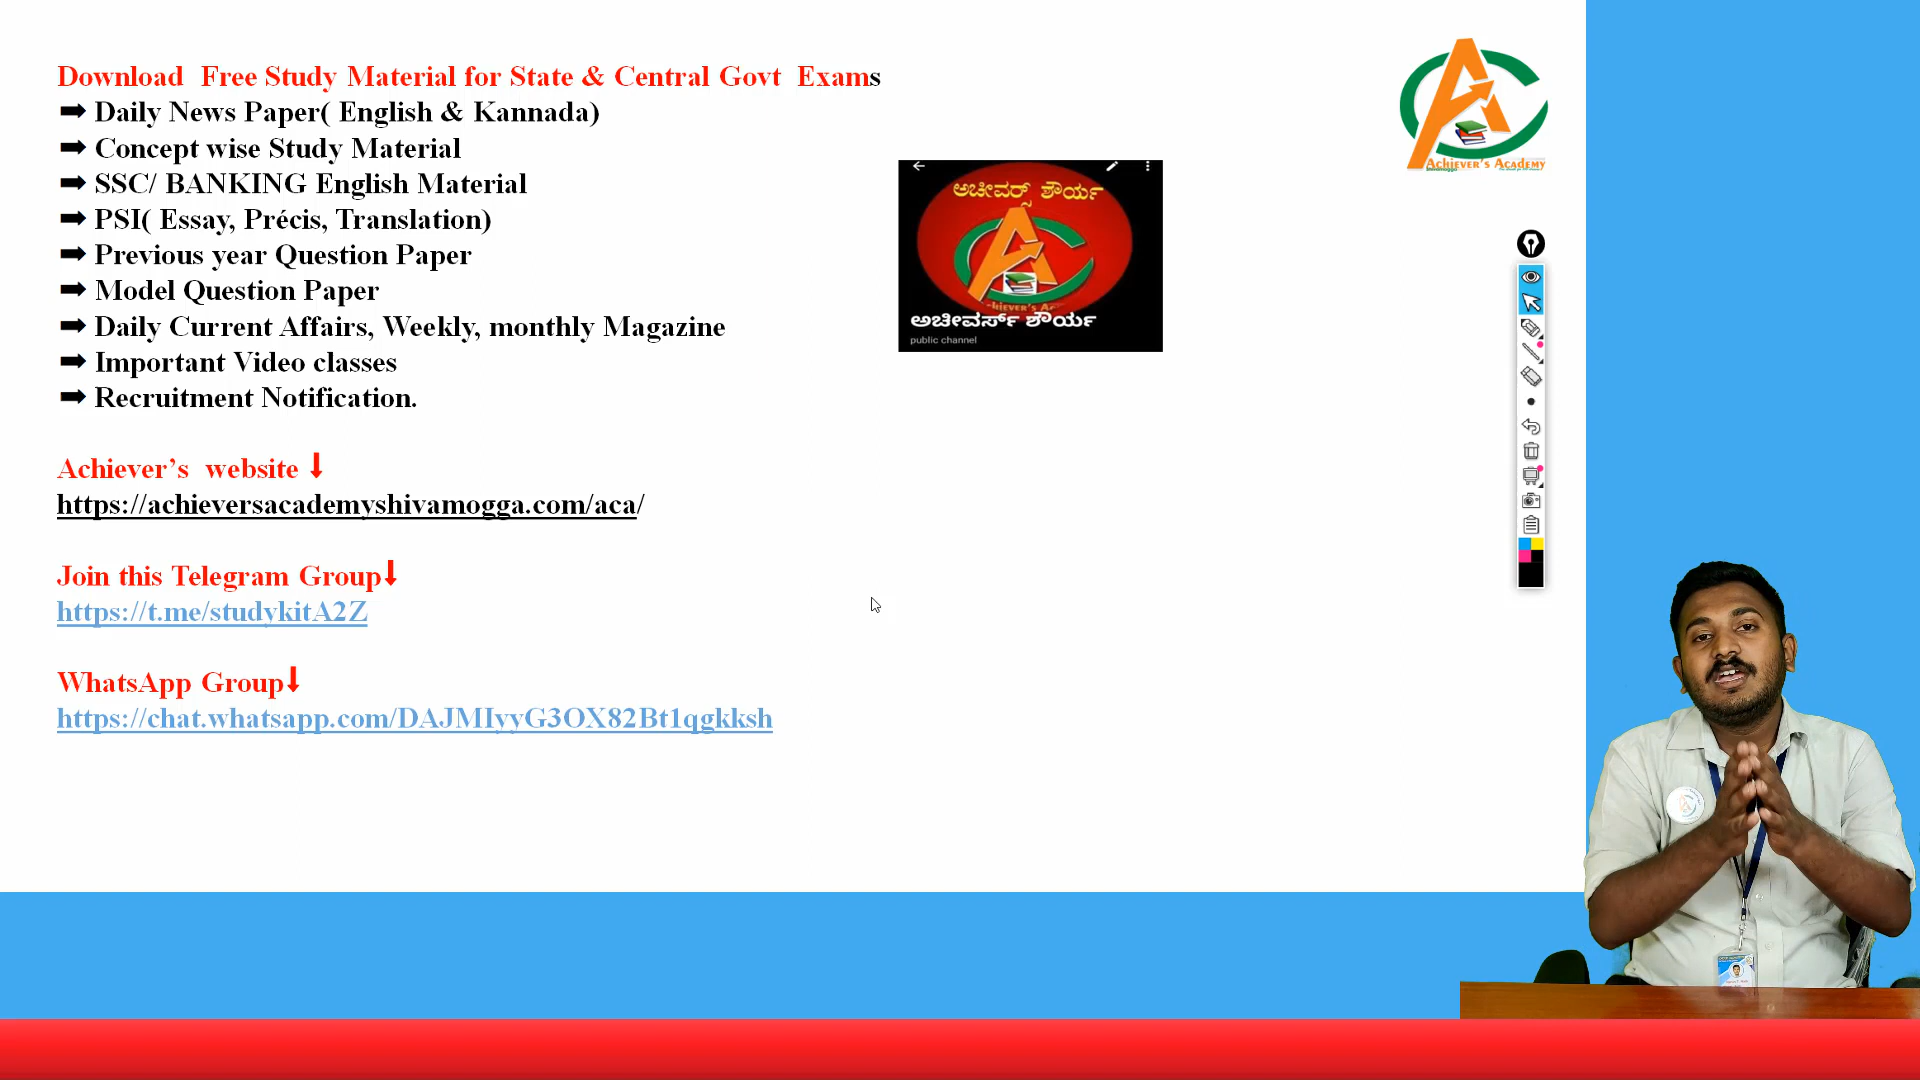 Download Free Study Material for State & Central Govt Exams
➡ Daily News Paper( English & Kannada)
➡ Concept wise Study Material
➡ SSC/ BANKING English Material
➡ PSI( Essay, Précis, Translation)
➡ Previous year Question Paper
➡ Model Question Paper
➡ Daily Current Affairs, Weekly, monthly Magazine
➡ Important Video classes
➡ Recruitment Notification.
Achiever’s website ⬇
https://achieversacademyshivamogga.com/aca/
Join this Telegram Group⬇
https://t.me/studykitA2Z
WhatsApp Group⬇
https://chat.whatsapp.com/DAJMIyyG3OX82Bt1qgkksh
ಅಚೀವರ್ಸ್ ಶೌರ್ಯ
ಅಚೀವರ್ಸ್ ಶೌರ್ಯ
public channel
Achiever's Academy